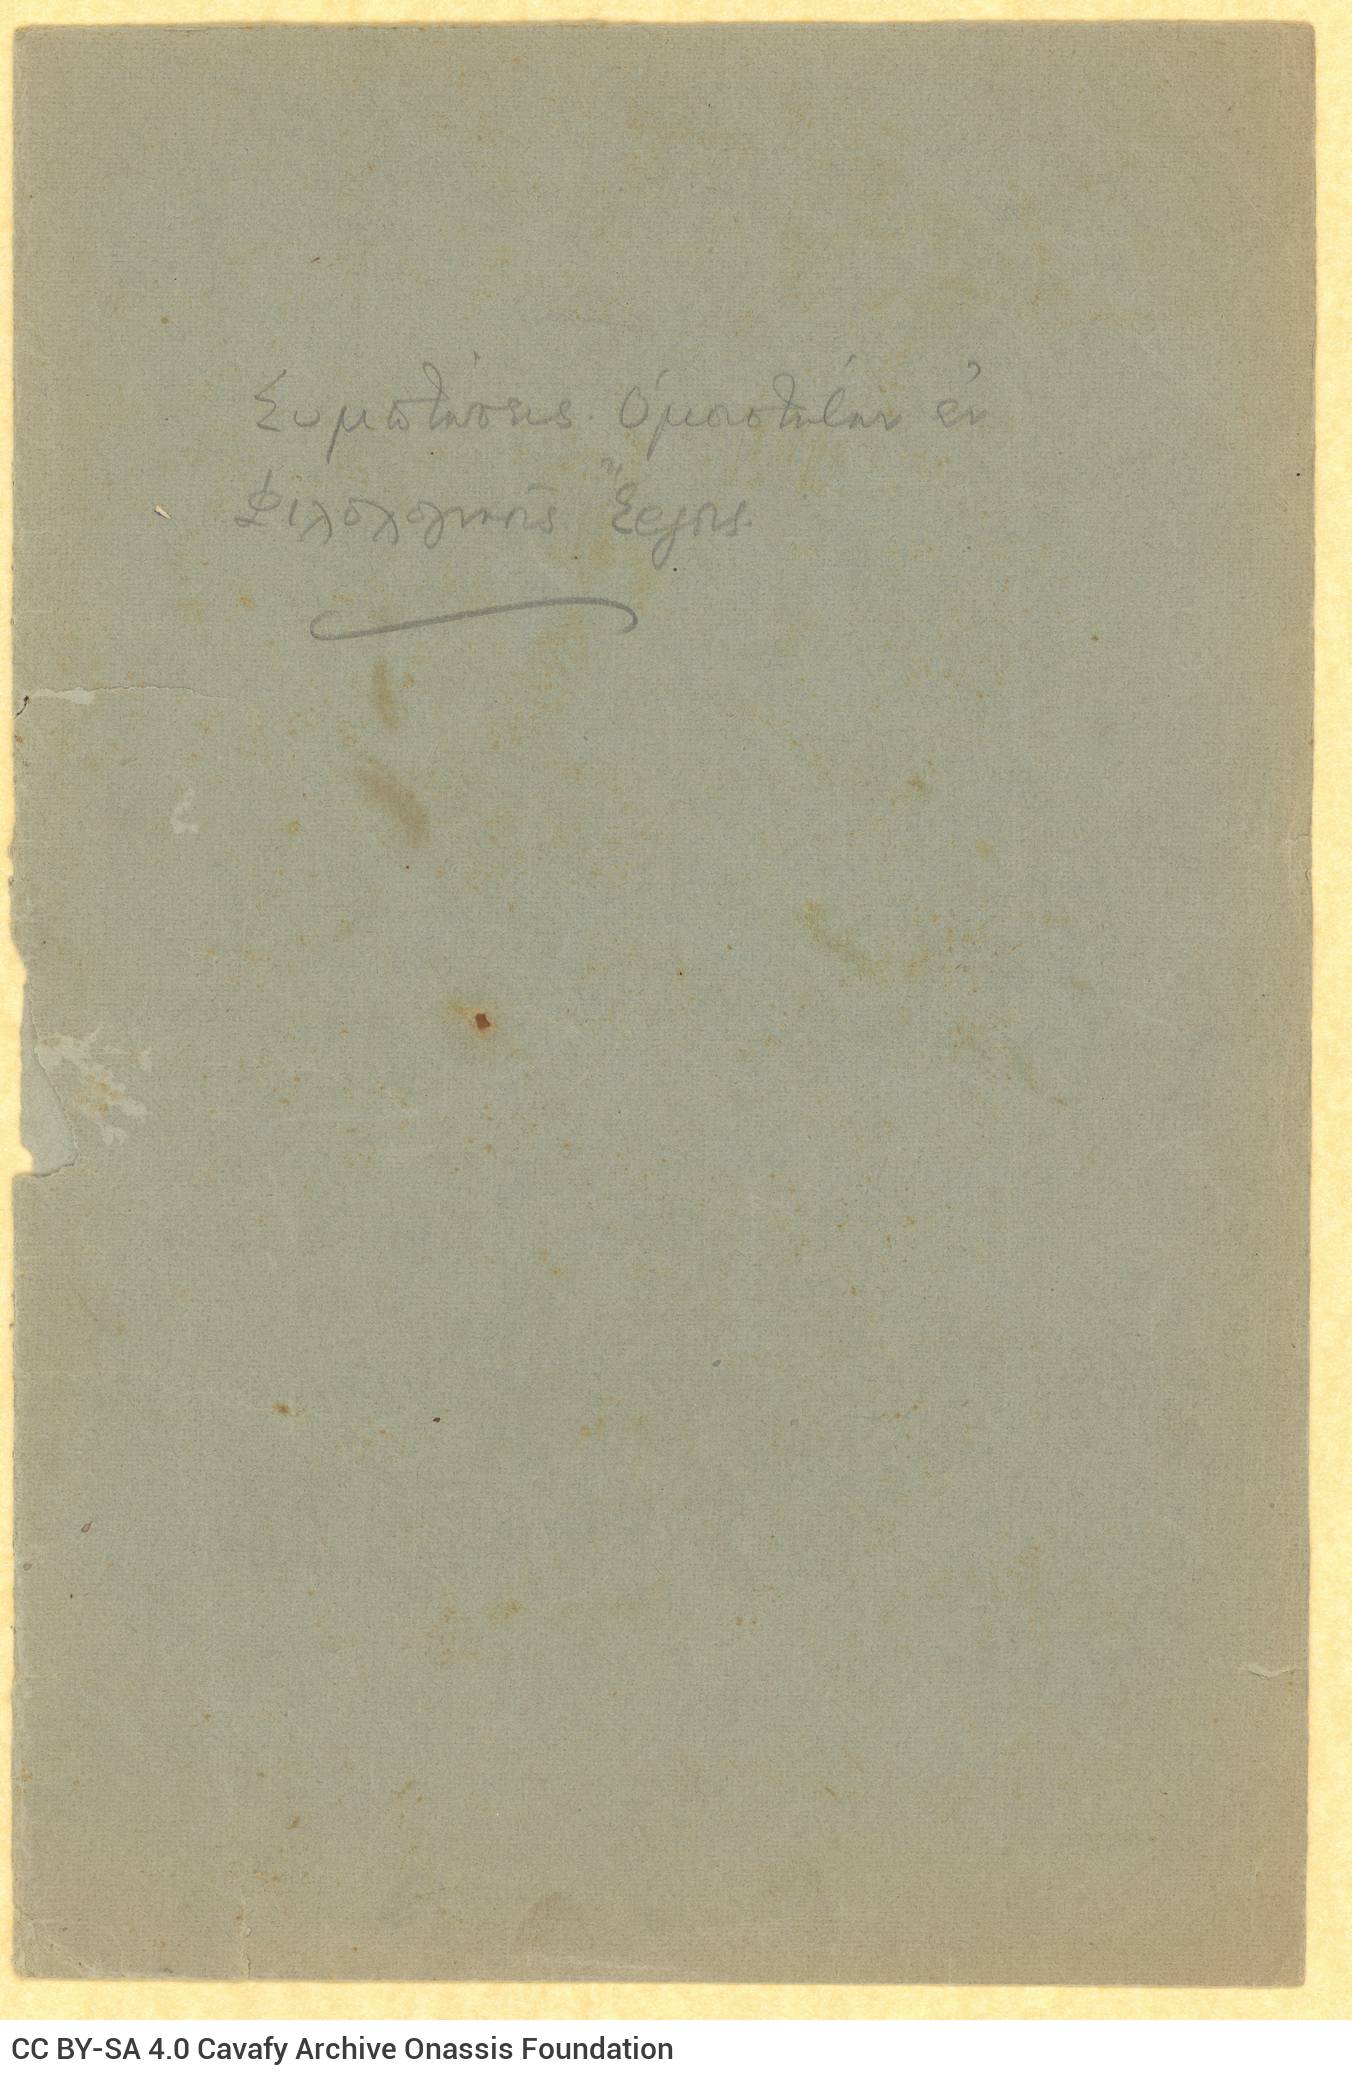 Συμπτώσεις Ὁμοιοτήτων ἐν
Φιλολογικοῖς Ἔργοις.
CC BY-SA 4.0 Cavafy Archive Onassis Foundation